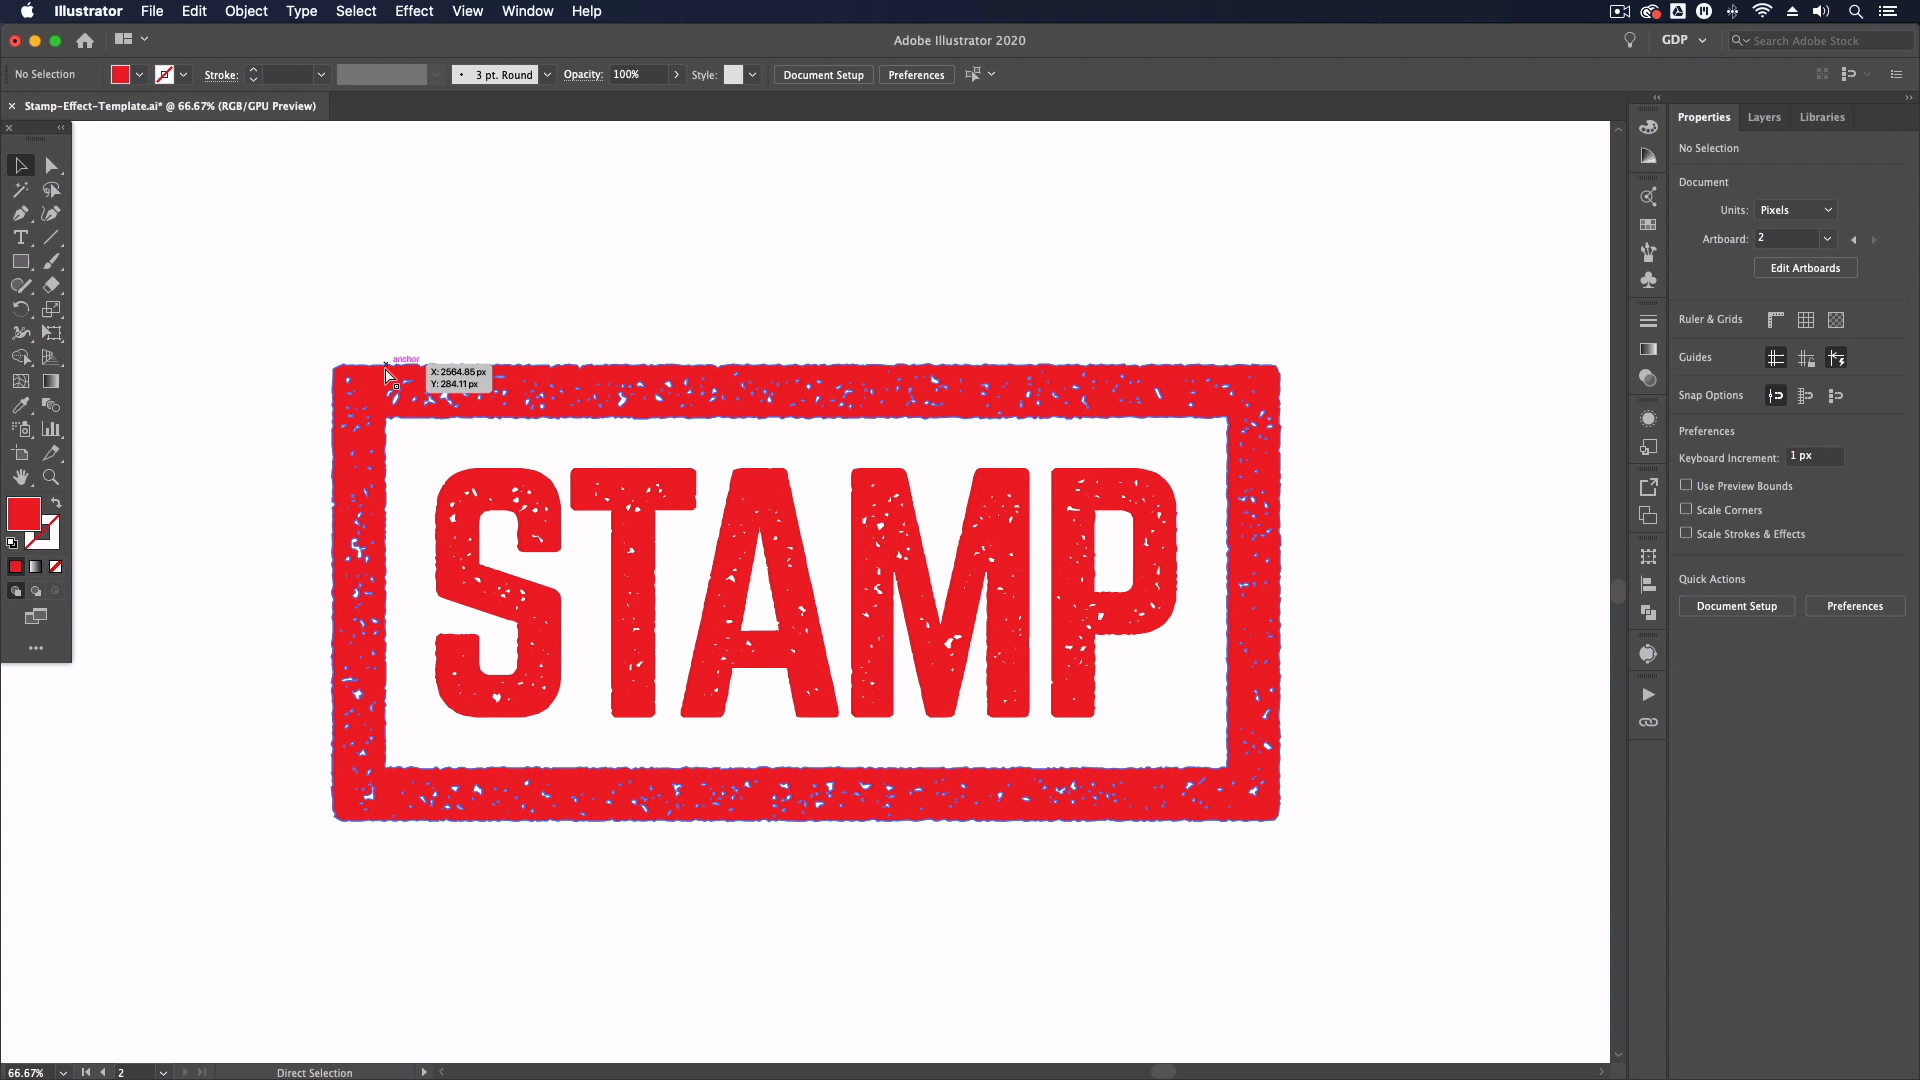 Illustrator File Edit Object Type Select Effect View Window Help
Adobe Illustrator 2020
GDP
Search Adobe Stock
No Selection
Stroke:
3 pt. Round
Opacity: 100%
Style:
Document Setup
Preferences
× Stamp-Effect-Template.ai* @ 66.67% (RGB/GPU Preview)
Properties Layers Libraries
No Selection
Document
Units: Pixels
Artboard: 2
Edit Artboards
Ruler & Grids
Guides
Snap Options
Preferences
Keyboard Increment: 1 px
Use Preview Bounds
Scale Corners
Scale Strokes & Effects
Quick Actions
Document Setup Preferences
anchor
X: 2564.85 px
Y: 284.11 px
STAMP
66.67% 2 Direct Selection